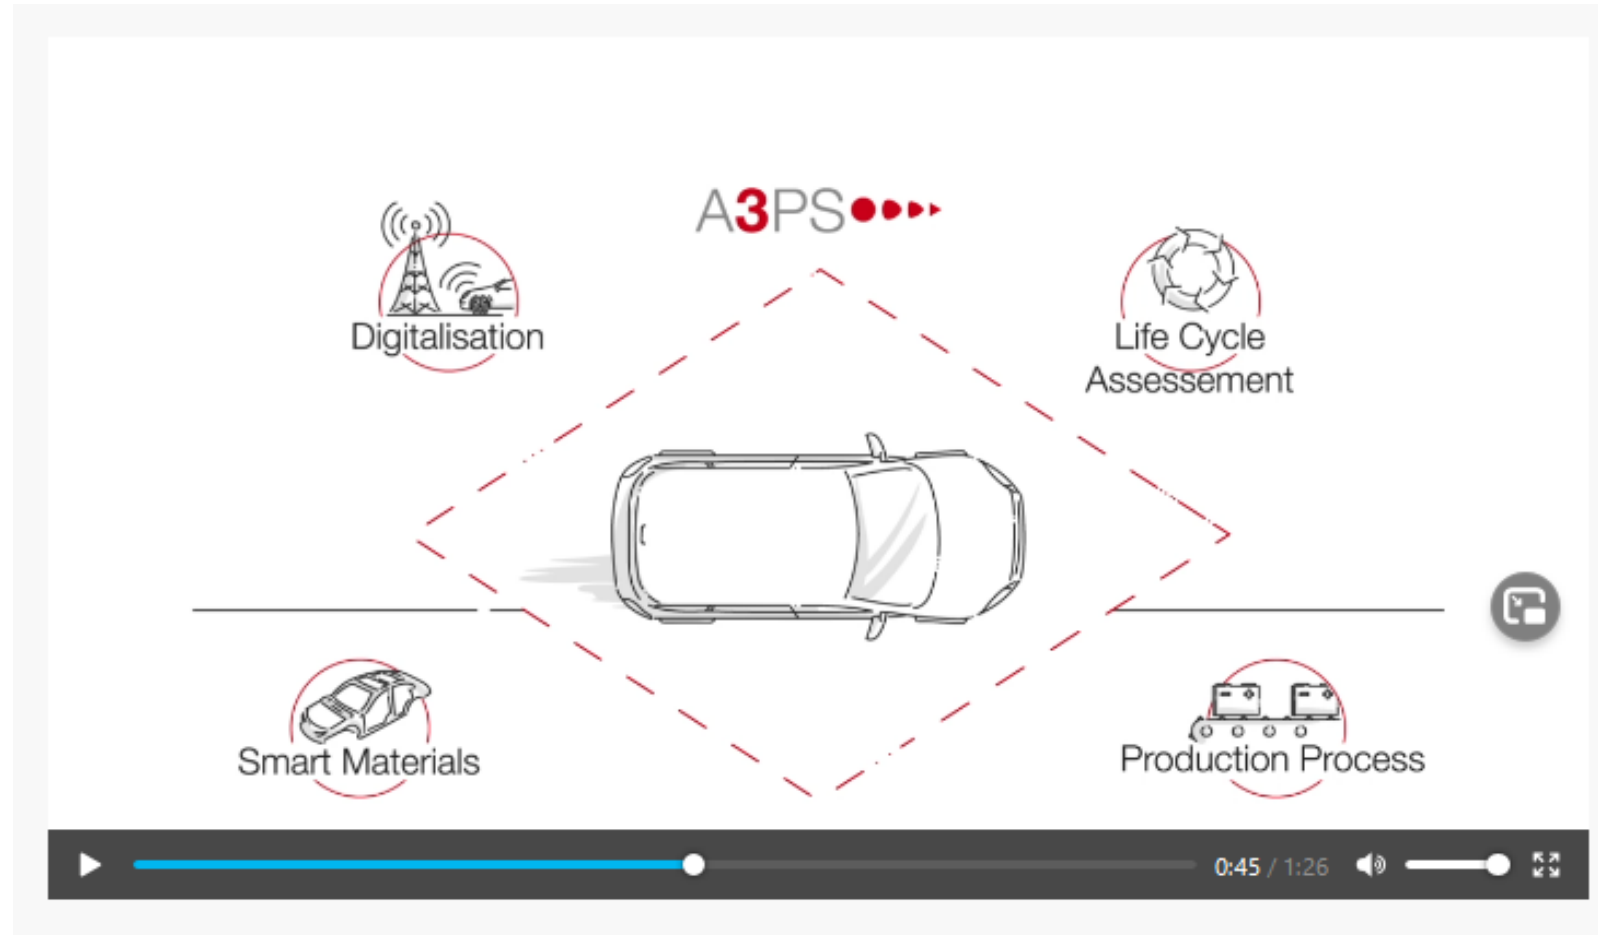 A3PS
Digitalisation
Life Cycle
Assessement
Smart Materials
Production Process
0:45 / 1:26